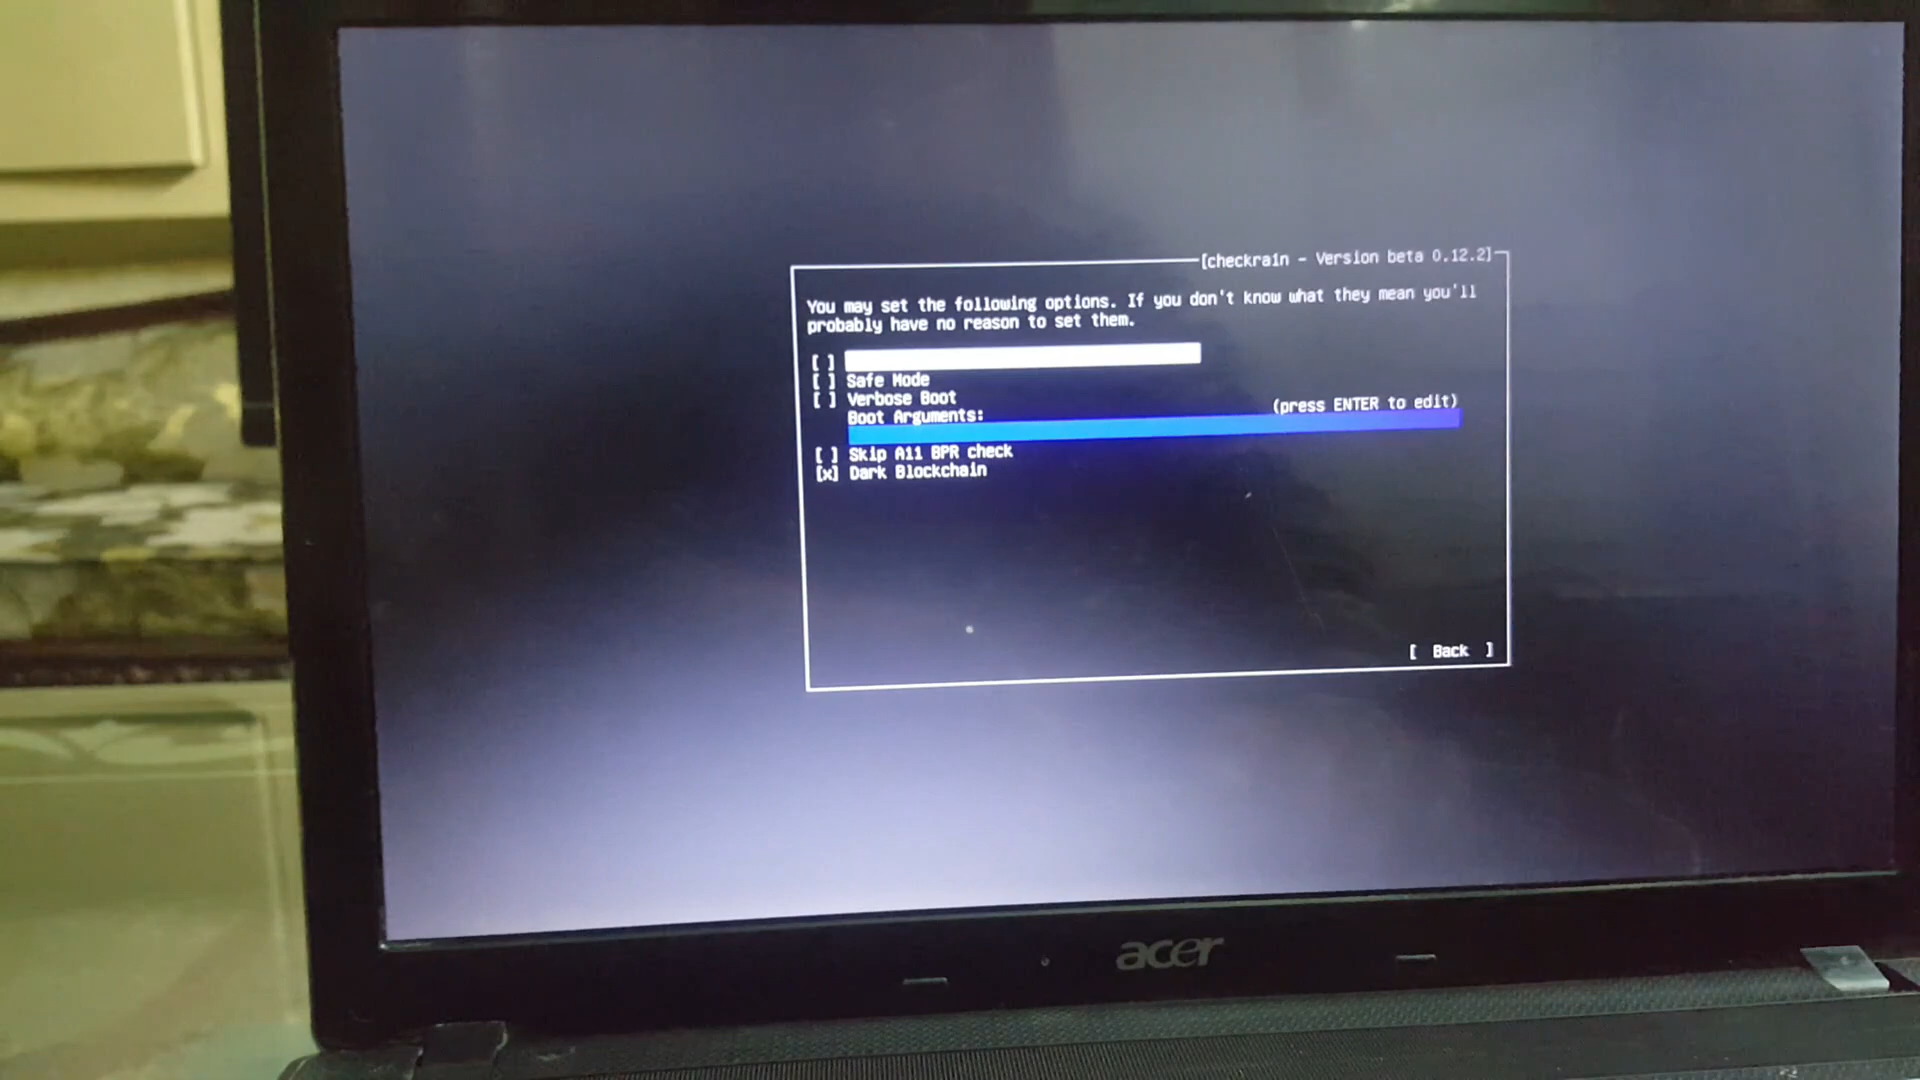 [checkra1n - Version beta 0.12.2]
You may set the following options. If you don't know what they mean you'll
probably have no reason to set them.
[ ]
[ ] Safe Mode
[ ] Verbose Boot
Boot Arguments: (press ENTER to edit)
[ ] Skip A11 BPR check
[x] Dark Blockchain
[ Back ]
acer